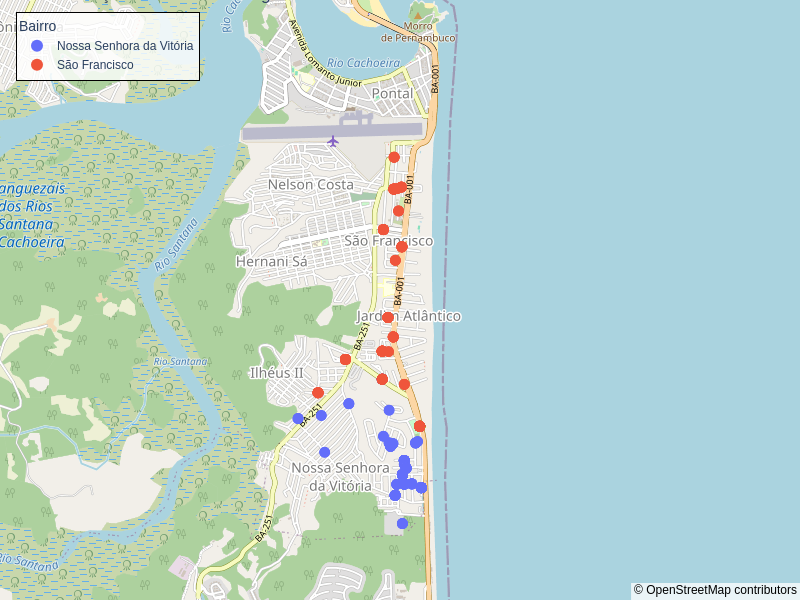 Bairro
Nossa Senhora da Vitória
São Francisco
Rio Ca
Avenida Lomanto Júnior
Morro
de Pernambuco
Rio Cachoeira
BA-001
Pontal
Nelson Costa
BA-001
anguezais
dos Rios
Santana
Cachoeira
Rio Santana
São Francisco
Hernani Sá
BA-001
Jardim Atlântico
BA-251
Rio Santana
Ilhéus II
BA-251
Nossa Senhora
da Vitória
BA-251
Rio Santana
© OpenStreetMap contributors